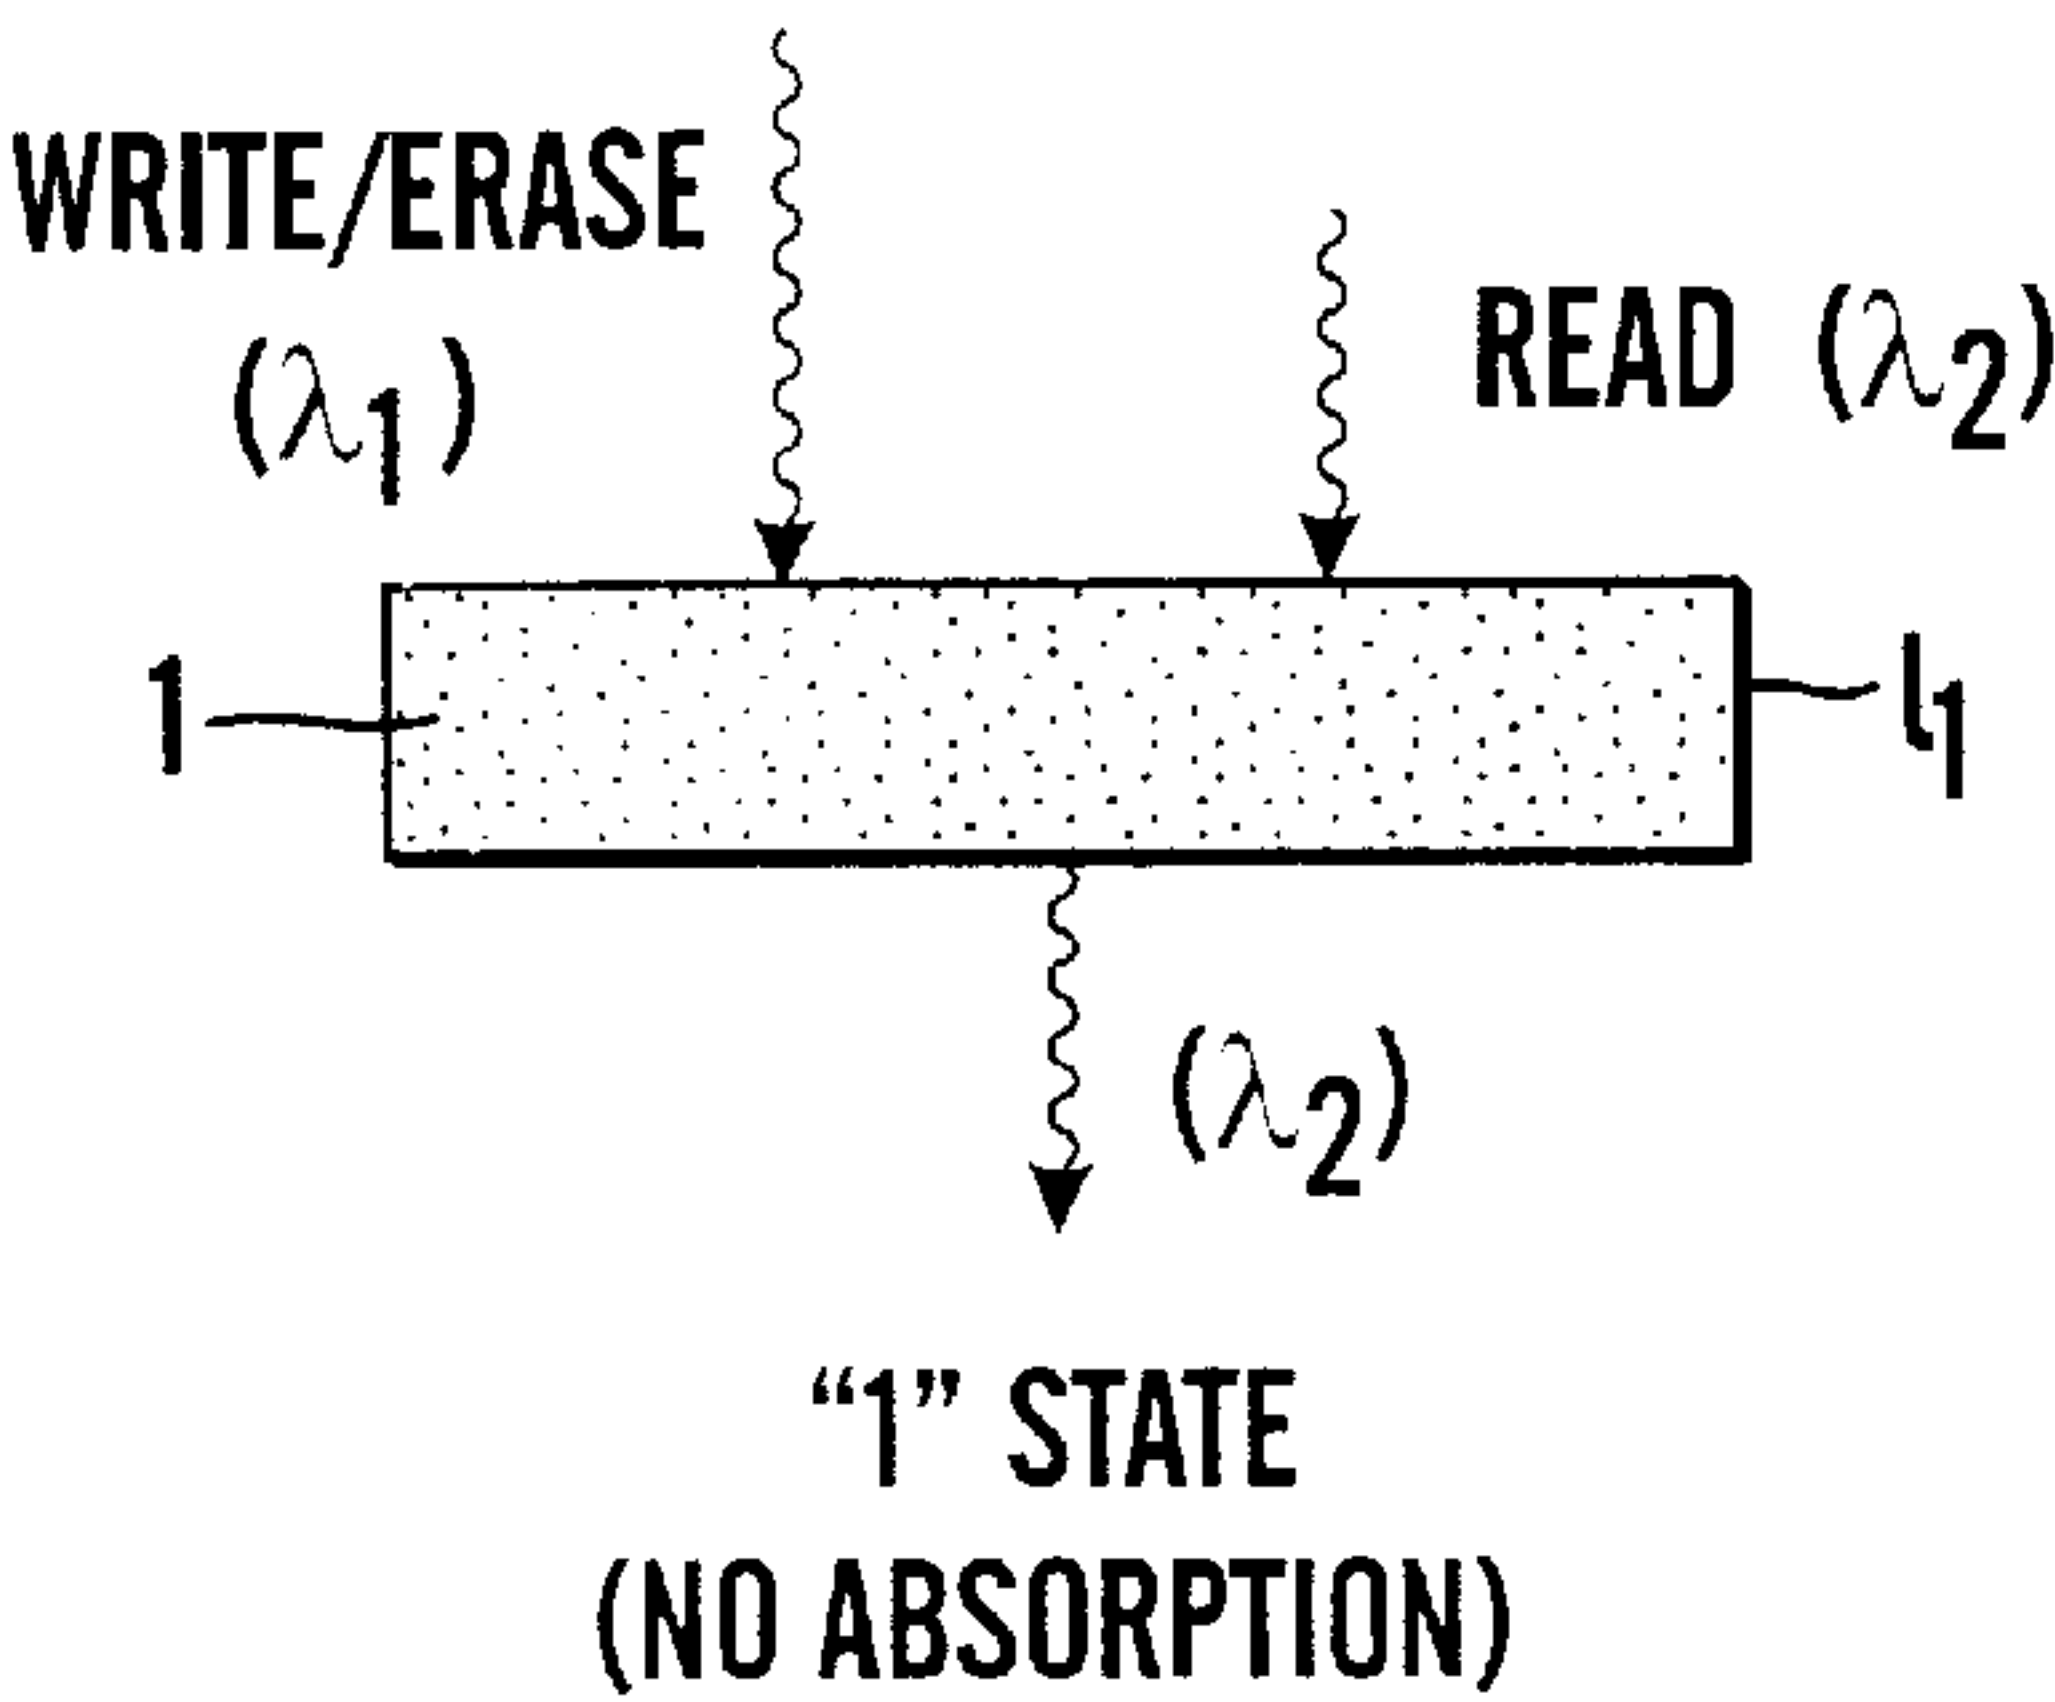 WRITE/ERASE
(λ1)
READ (λ2)
1
l1
(λ2)
“1” STATE
(NO ABSORPTION)